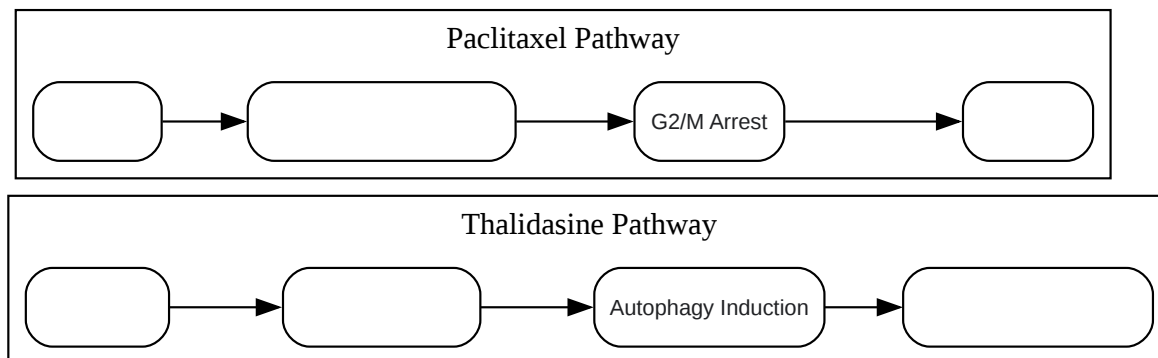 Paclitaxel Pathway
G2/M Arrest
Thalidasine Pathway
Autophagy Induction